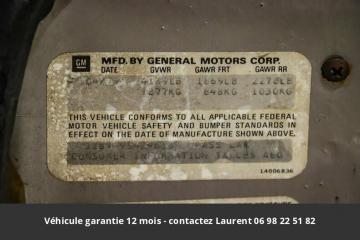 GM
MFD. BY GENERAL MOTORS CORP.
DATE GVWR GAWR FRT GAWR RR
4139LB 1869LB 2270LB
1877KG 848KG 1030KG
THIS VEHICLE CONFORMS TO ALL APPLICABLE FEDERAL
MOTOR VEHICLE SAFETY AND BUMPER STANDARDS IN
EFFECT ON THE DATE OF MANUFACTURE SHOWN ABOVE.
PASS CAR
CONSUMER INFORMATION TABLES
14006836
Véhicule garantie 12 mois - contactez Laurent 06 98 22 51 82